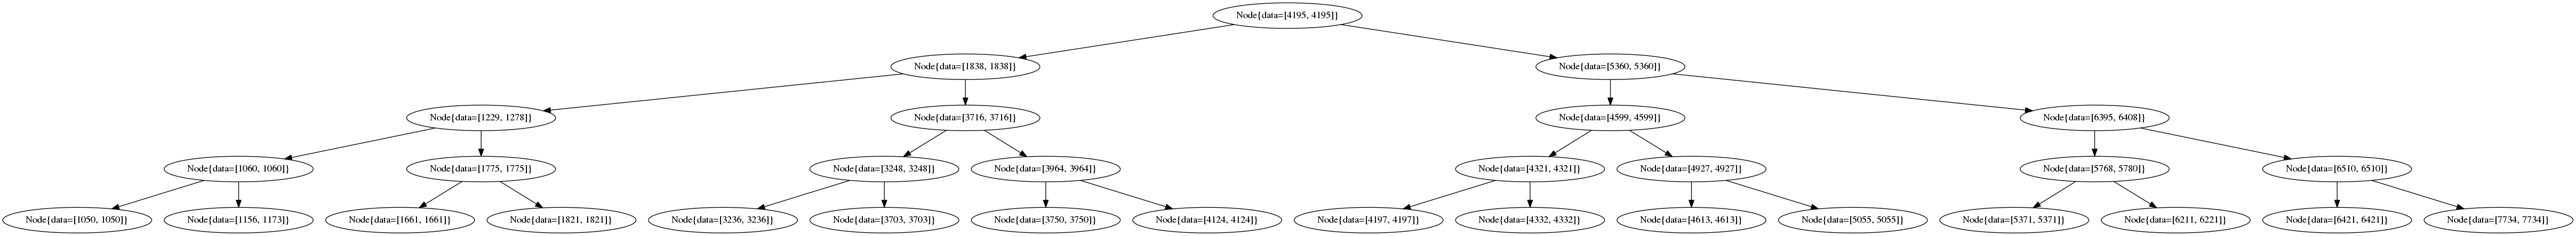 Node{data=[4195, 4195]}
Node{data=[1838, 1838]}
Node{data=[5360, 5360]}
Node{data=[1229, 1278]}
Node{data=[3716, 3716]}
Node{data=[4599, 4599]}
Node{data=[6395, 6408]}
Node{data=[1060, 1060]}
Node{data=[1775, 1775]}
Node{data=[3248, 3248]}
Node{data=[3964, 3964]}
Node{data=[4321, 4321]}
Node{data=[4927, 4927]}
Node{data=[5768, 5780]}
Node{data=[6510, 6510]}
Node{data=[1050, 1050]}
Node{data=[1156, 1173]}
Node{data=[1661, 1661]}
Node{data=[1821, 1821]}
Node{data=[3236, 3236]}
Node{data=[3703, 3703]}
Node{data=[3750, 3750]}
Node{data=[4124, 4124]}
Node{data=[4197, 4197]}
Node{data=[4332, 4332]}
Node{data=[4613, 4613]}
Node{data=[5055, 5055]}
Node{data=[5371, 5371]}
Node{data=[6211, 6221]}
Node{data=[6421, 6421]}
Node{data=[7734, 7734]}